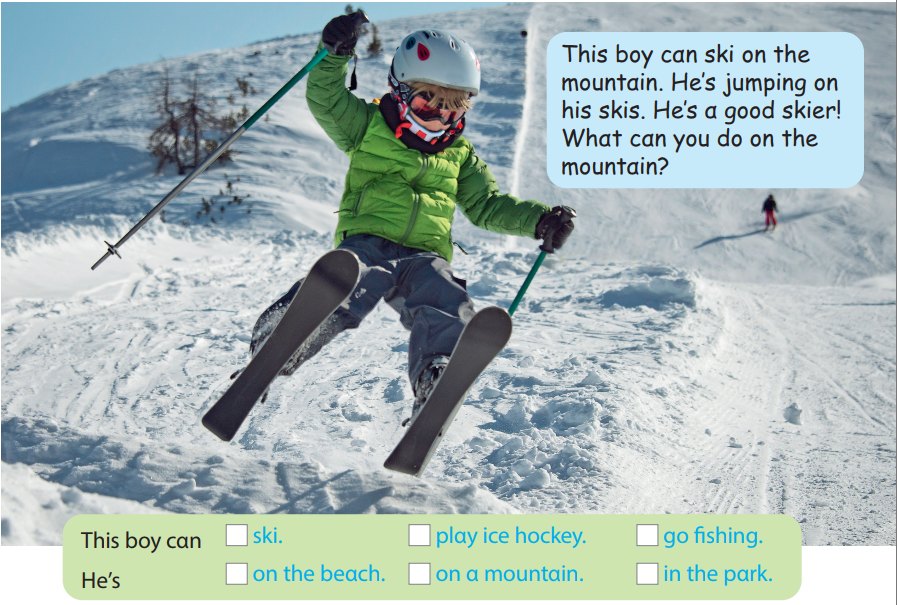 This boy can ski on the
mountain. He's jumping on
his skis. He's a good skier!
What can you do on the
mountain?
This boy can ski. play ice hockey. go fishing.
He's on the beach. on a mountain. in the park.